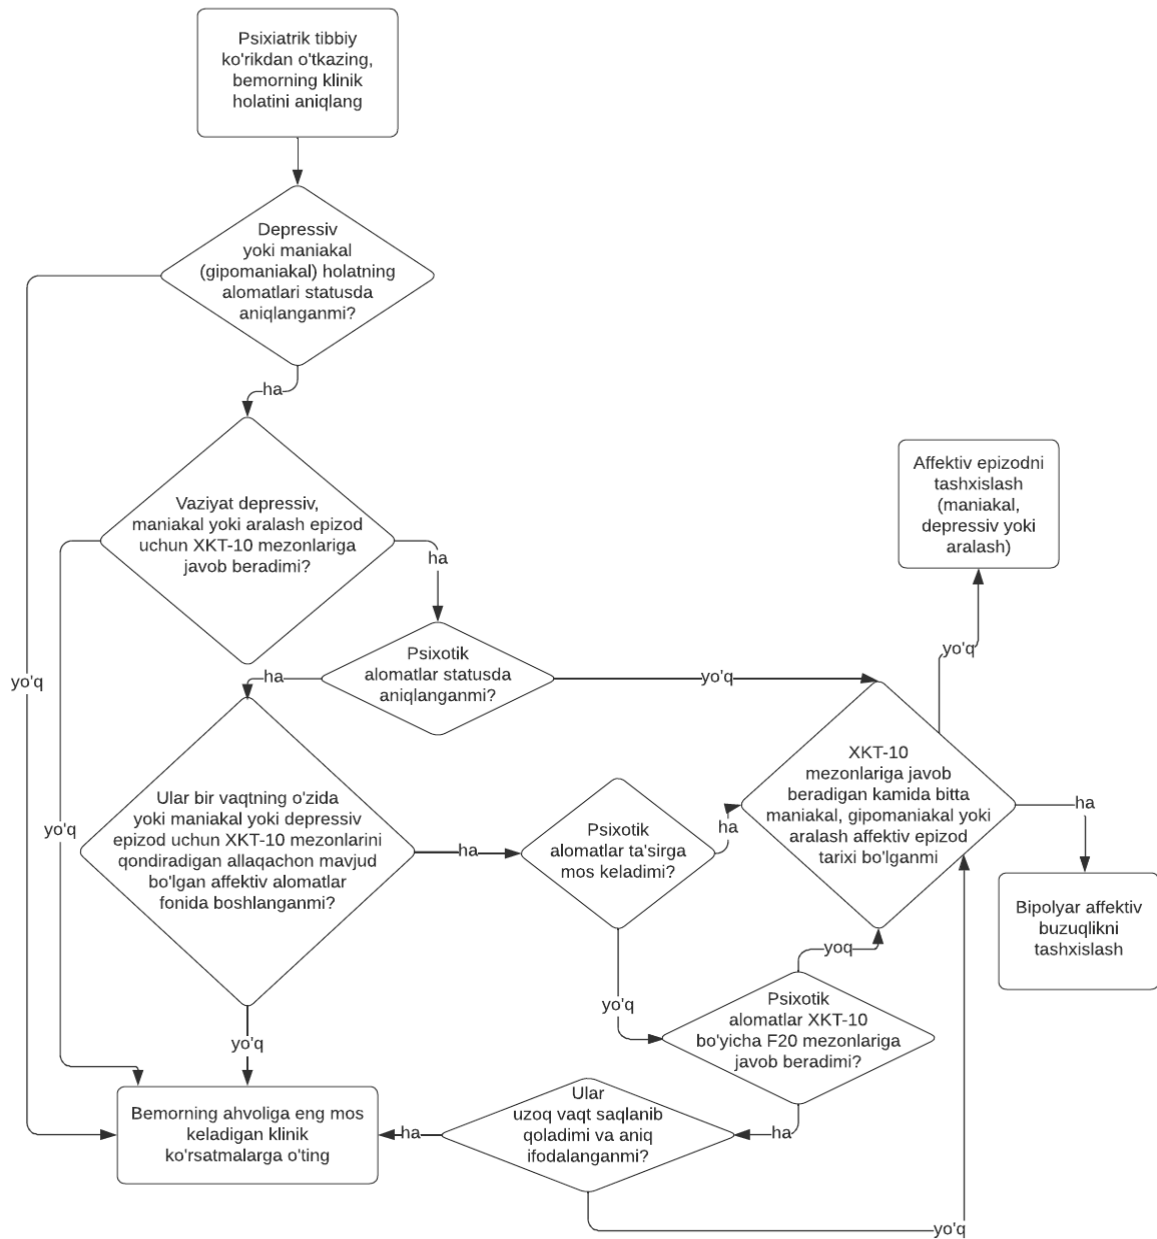 Psixiatrik tibbiy
ko'rikdan o'tkazing,
bemorning klinik
holatini aniqlang
Depressiv
yoki maniakal
(gipomaniakal) holatning
alomatlari statusda
aniqlanganmi?
ha
Vaziyat depressiv,
maniakal yoki aralash epizod
uchun XKT-10 mezonlariga
javob beradimi?
ha
Affektiv epizodni
tashxislash
(maniakal,
depressiv yoki
aralash)
yo'q
Psixotik
alomatlar statusda
aniqlanganmi?
ha
yo'q
yo'q
Ular bir vaqtning o'zida
yoki maniakal yoki depressiv
epizod uchun XKT-10 mezonlarini
qondiradigan allaqachon mavjud
bo'lgan affektiv alomatlar
fonida boshlanganmi?
yo'q
ha
Psixotik
alomatlar ta'sirga
mos keladimi?
ha
XKT-10
mezonlariga javob
beradigan kamida bitta
maniakal, gipomaniakal yoki
aralash affektiv epizod
tarixi bo'lganmi
ha
Bipolyar affektiv
buzuqlikni
tashxislash
yoq
yo'q
Psixotik
alomatlar XKT-10
bo'yicha F20 mezonlariga
javob beradimi?
yo'q
Bemorning ahvoliga eng mos
keladigan klinik
ko'rsatmalarga o'ting
ha
Ular
uzoq vaqt saqlanib
qoladimi va aniq
ifodalanganmi?
ha
yo'q